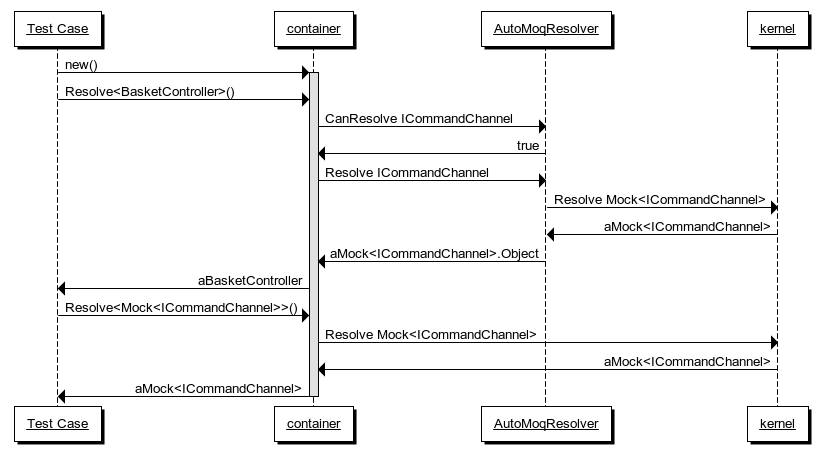 Test Case
container
AutoMoqResolver
kernel
new()
Resolve<BasketController>()
CanResolve ICommandChannel
true
Resolve ICommandChannel
Resolve Mock<ICommandChannel>
aMock<ICommandChannel>
aMock<ICommandChannel>.Object
aBasketController
Resolve<Mock<ICommandChannel>>()
Resolve Mock<ICommandChannel>
aMock<ICommandChannel>
aMock<ICommandChannel>
Test Case
container
AutoMoqResolver
kernel